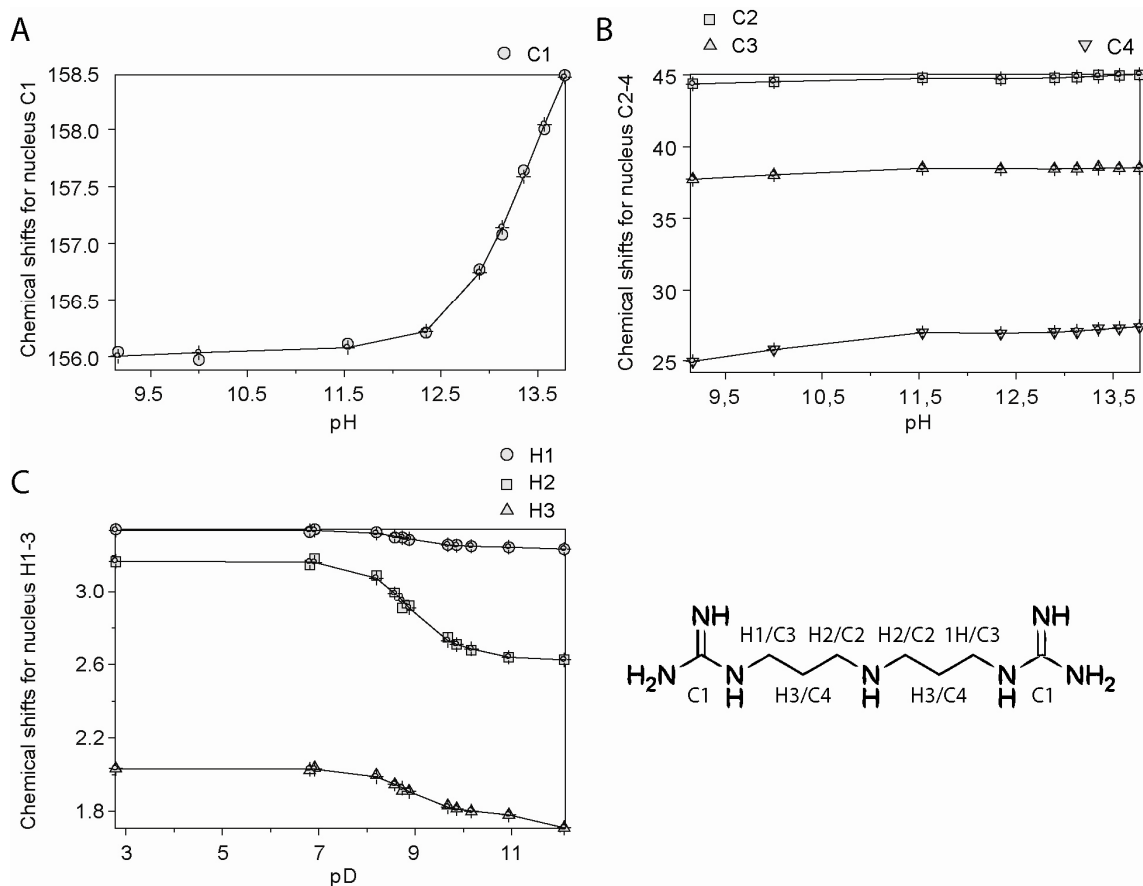 A
C1
Chemical shifts for nucleus C1
158.5
158.0
157.5
157.0
156.5
156.0
9.5 10,5 11.5 12.5 13.5
pH
B
C2
C3
C4
Chemical shifts for nucleus C2-4
45
40
35
30
25
9,5 10,5 11,5 12,5 13,5
pH
C
H1
H2
H3
Chemical shifts for nucleus H1-3
3.0
2.6
2.2
1.8
3 5 7 9 11
pD
NH NH
H1/C3 H2/C2 H2/C2 1H/C3
H2N N H N H N H NH2
C1 H3/C4 H3/C4 C1